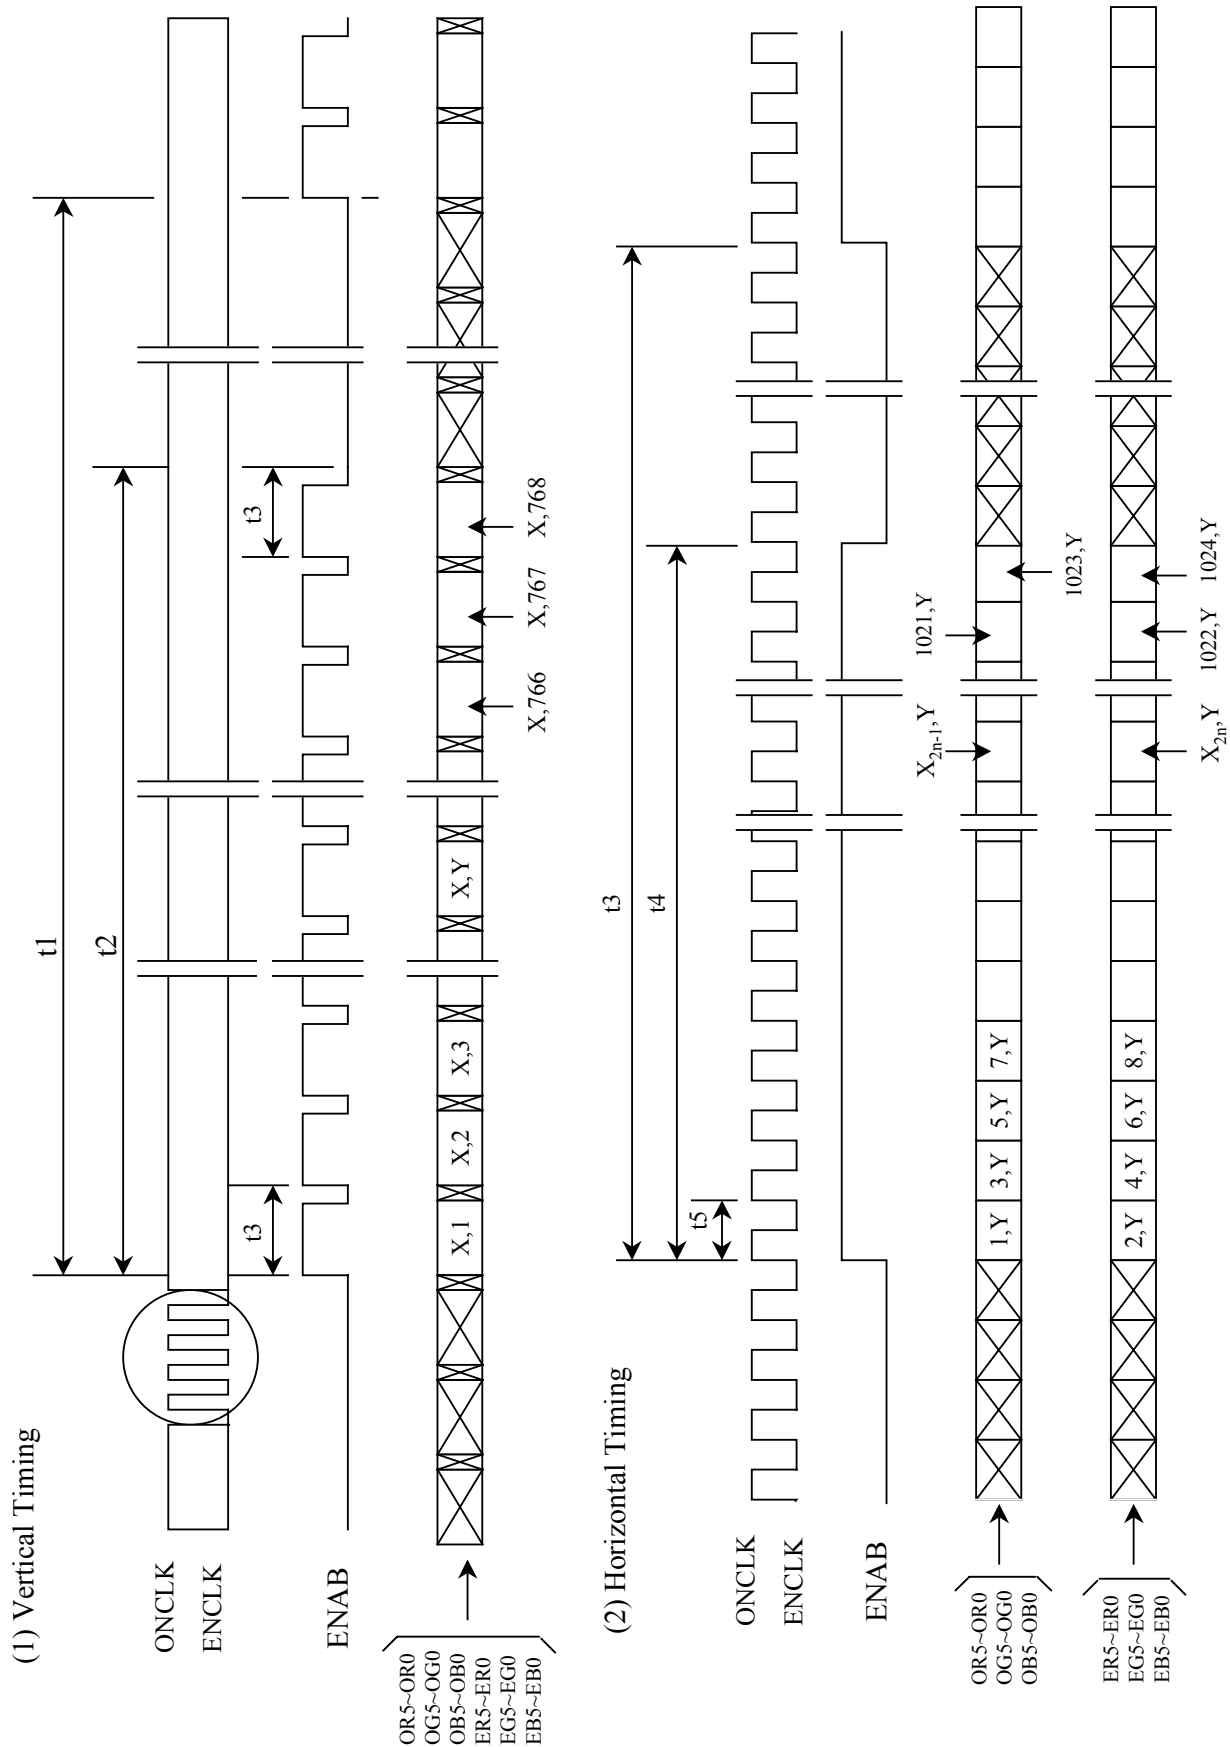 (1) Vertical Timing
t1
t2
ONCLK
ENCLK
t3
t3
ENAB
OR5~OR0
OG5~OG0
OB5~OB0
ER5~ER0
EG5~EG0
EB5~EB0
X,1
X,2
X,3
X,Y
X,766
X,767
X,768
(2) Horizontal Timing
t3
t4
t5
ONCLK
ENCLK
ENAB
OR5~OR0
OG5~OG0
OB5~OB0
1,Y
3,Y
5,Y
7,Y
X2n-1,Y
1021,Y
1023,Y
ER5~ER0
EG5~EG0
EB5~EB0
2,Y
4,Y
6,Y
8,Y
X2n,Y
1022,Y
1024,Y